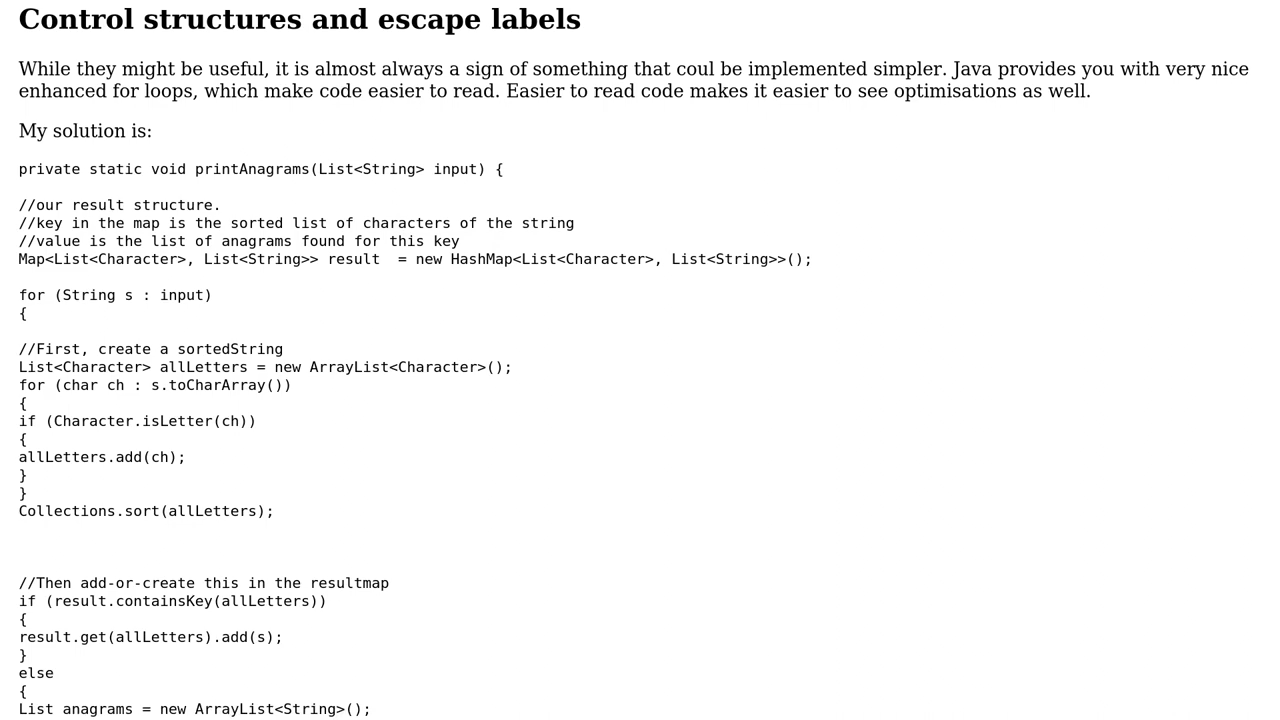 Control structures and escape labels
While they might be useful, it is almost always a sign of something that coul be implemented simpler. Java provides you with very nice
enhanced for loops, which make code easier to read. Easier to read code makes it easier to see optimisations as well.
My solution is:
private static void printAnagrams(List<String> input) {
//our result structure.
//key in the map is the sorted list of characters of the string
//value is the list of anagrams found for this key
Map<List<Character>, List<String>> result  = new HashMap<List<Character>, List<String>>();
for (String s : input)
{
//First, create a sortedString
List<Character> allLetters = new ArrayList<Character>();
for (char ch : s.toCharArray())
{
if (Character.isLetter(ch))
{
allLetters.add(ch);
}
}
Collections.sort(allLetters);
//Then add-or-create this in the resultmap
if (result.containsKey(allLetters))
{
result.get(allLetters).add(s);
}
else
{
List anagrams = new ArrayList<String>();